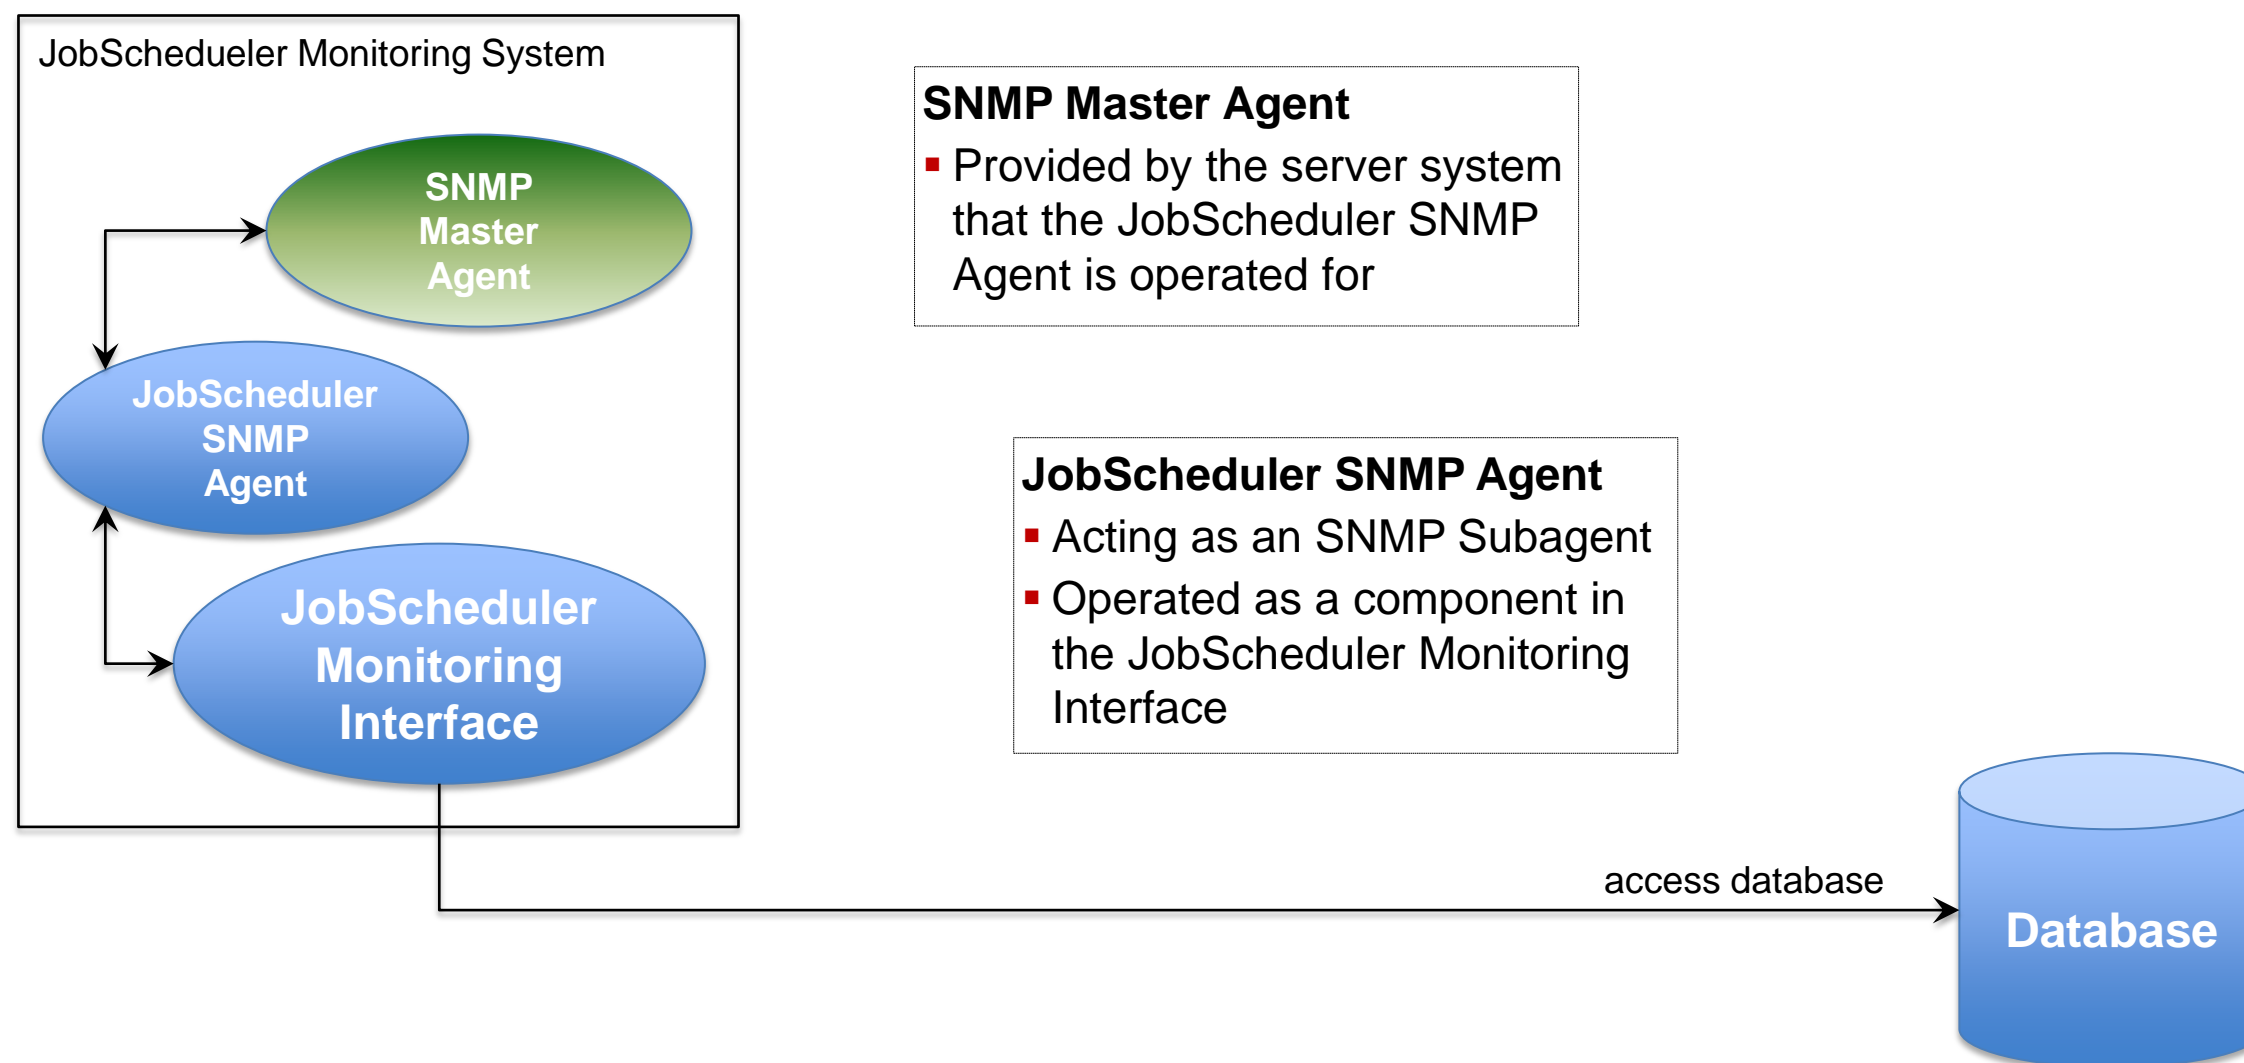 JobSchedueler Monitoring System
SNMP
Master
Agent
JobScheduler
SNMP
Agent
JobScheduler
Monitoring
Interface
SNMP Master Agent
Provided by the server system
that the JobScheduler SNMP
Agent is operated for
JobScheduler SNMP Agent
Acting as an SNMP Subagent
Operated as a component in
the JobScheduler Monitoring
Interface
access database
Database